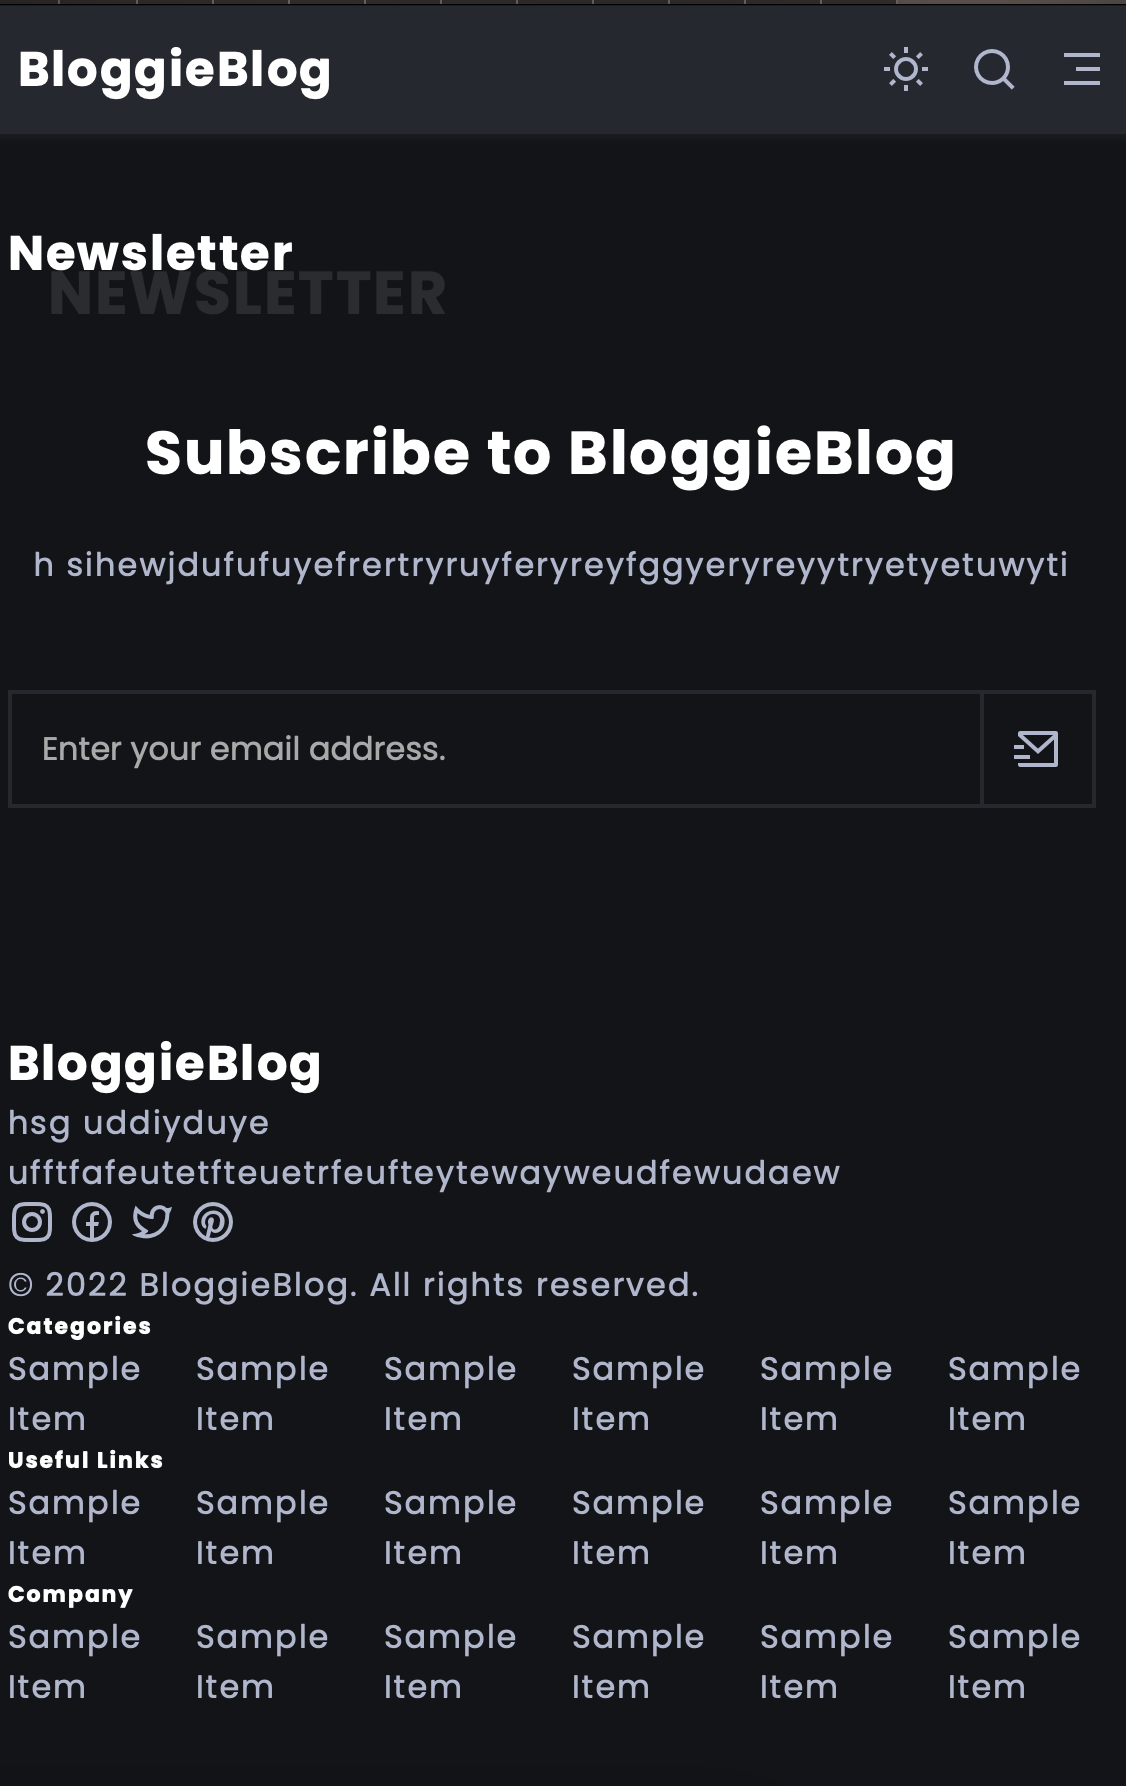 BloggieBlog
Newsletter
NEWSLETTER
Subscribe to BloggieBlog
h sihewjdufufuyefrertryruyferyreyfggyeryreyytryetyetuwyti
Enter your email address.
BloggieBlog
hsg uddiyduye
ufftfafeutetfteuetrfeufteytewayweudfewudaew
© 2022 BloggieBlog. All rights reserved.
Categories
Sample Sample Sample Sample Sample Sample
Item Item Item Item Item Item
Useful Links
Sample Sample Sample Sample Sample Sample
Item Item Item Item Item Item
Company
Sample Sample Sample Sample Sample Sample
Item Item Item Item Item Item